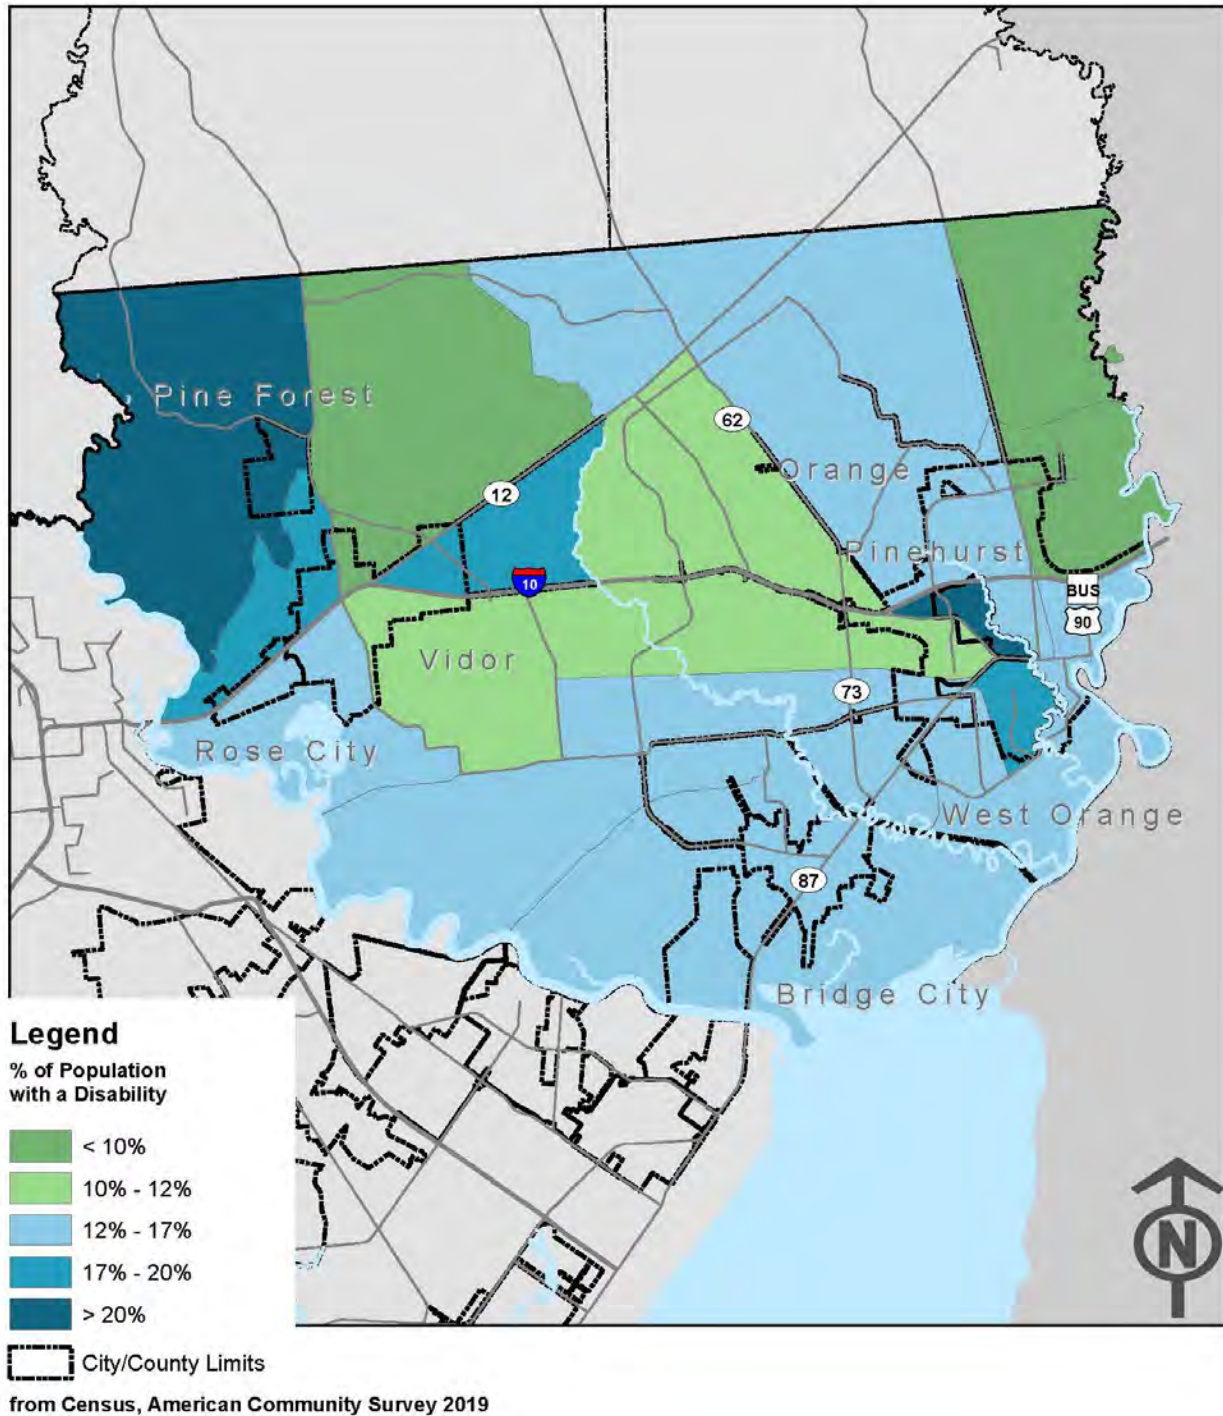 Pine Forest
62
Orange
12
Pinehurst
10
BUS
90
Vidor
73
Rose City
West Orange
87
Bridge City
Legend
% of Population
with a Disability
< 10%
10% - 12%
12% - 17%
17% - 20%
> 20%
City/County Limits
N
from Census, American Community Survey 2019